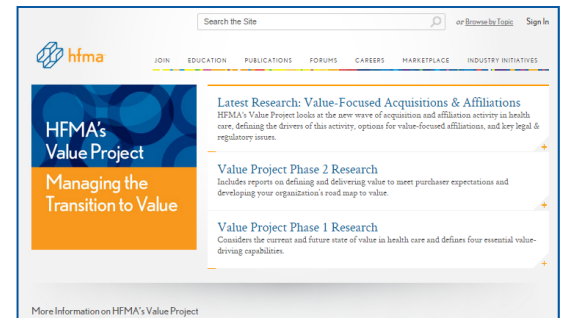 Search the Site
or Browse by Topic
Sign In
hfma
JOIN
EDUCATION
PUBLICATIONS
FORUMS
CAREERS
MARKETPLACE
INDUSTRY INITIATIVES
HFMA's
Value Project
Managing the
Transition to Value
Latest Research: Value-Focused Acquisitions & Affiliations
HFMA's Value Project looks at the new wave of acquisition and affiliation activity in health
care, defining the drivers of this activity, options for value-focused affiliations, and key legal &
regulatory issues.
+
Value Project Phase 2 Research
Includes reports on defining and delivering value to meet purchaser expectations and
developing your organization's road map to value.
+
Value Project Phase 1 Research
Considers the current and future state of value in health care and defines four essential value-
driving capabilities.
+
More Information on HFMA's Value Project